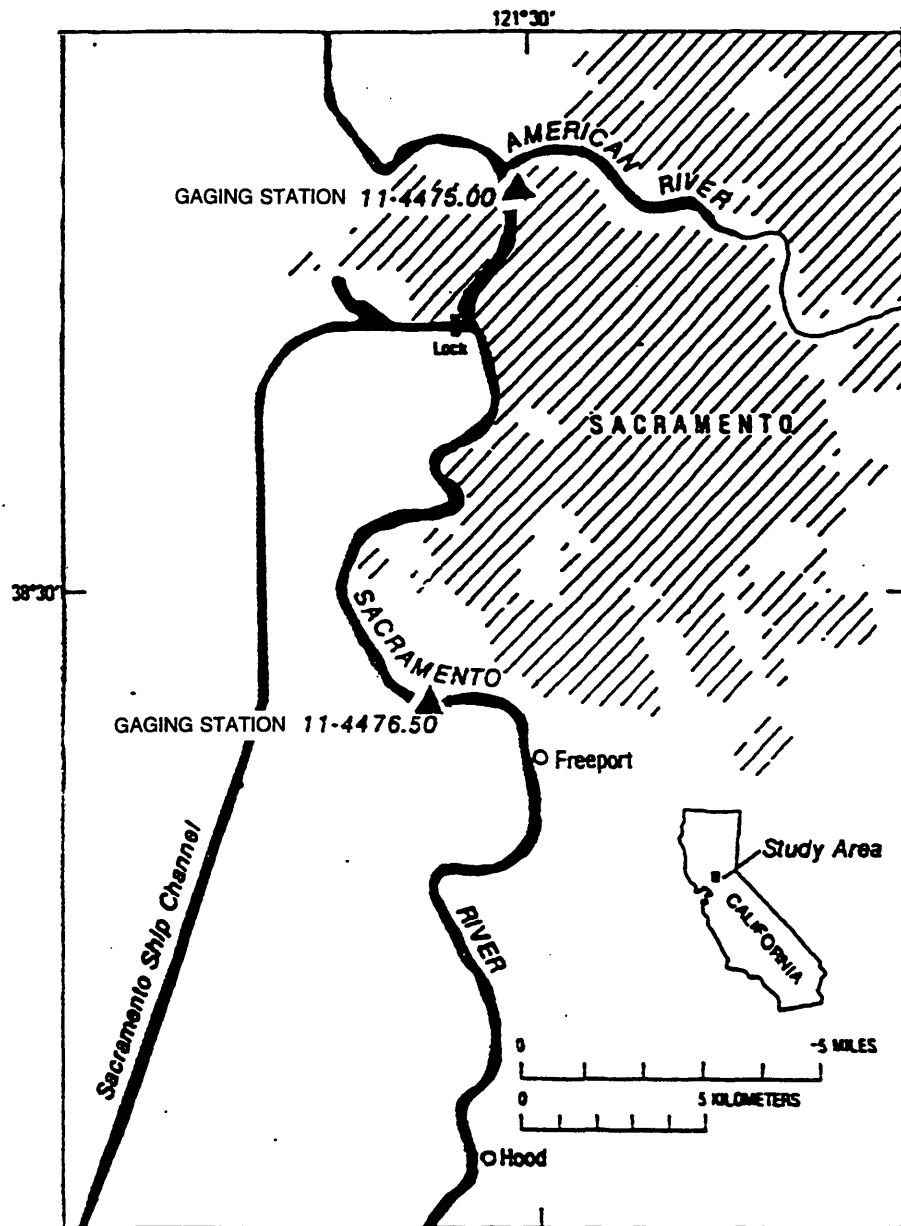 121°30'
AMERICAN RIVER
GAGING STATION 11-4475.00
Lock
SACRAMENTO
38°30'
SACRAMENTO
GAGING STATION 11-4476.50
Freeport
Study Area
CALIFORNIA
RIVER
Sacramento Ship Channel
0 5 MILES
0 5 KILOMETERS
Hood